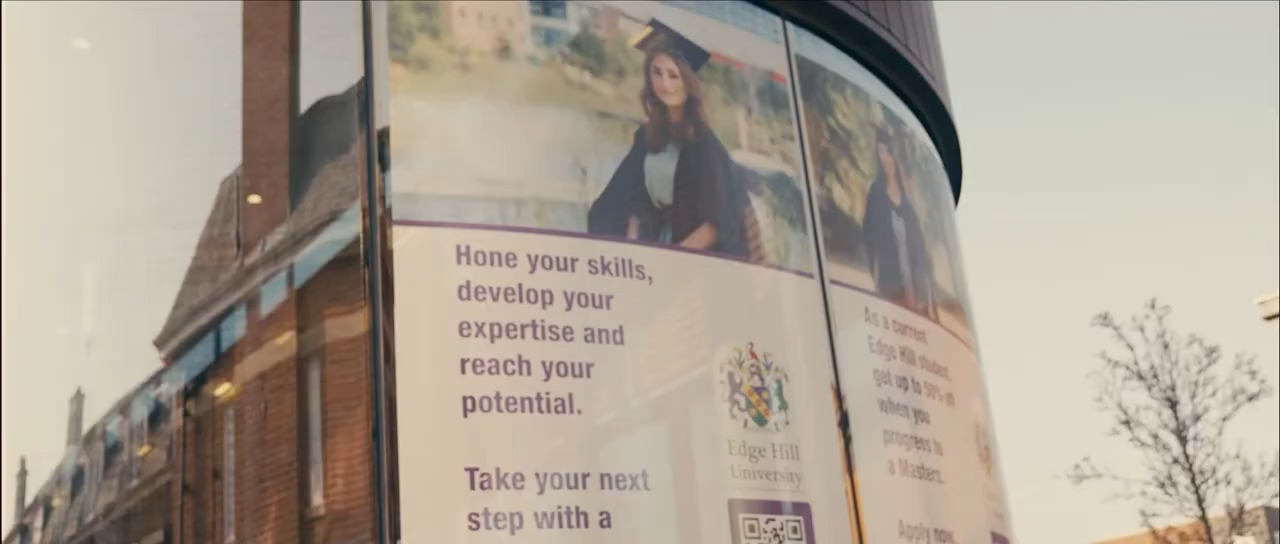 Hone your skills,
develop your
expertise and
reach your
potential.
Take your next
step with a
Edge Hill
University
As a current
Edge Hill student,
get up to 50% off
when you
progress to
a Masters.
Apply now